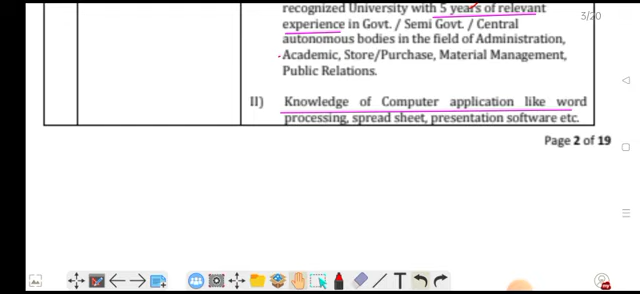 recognized University with 5 years of relevant
3/20
experience in Govt. / Semi Govt. / Central
autonomous bodies in the field of Administration,
Academic, Store/Purchase, Material Management,
Public Relations.
II) Knowledge of Computer application like word
processing, spread sheet, presentation software etc.
Page 2 of 19
T